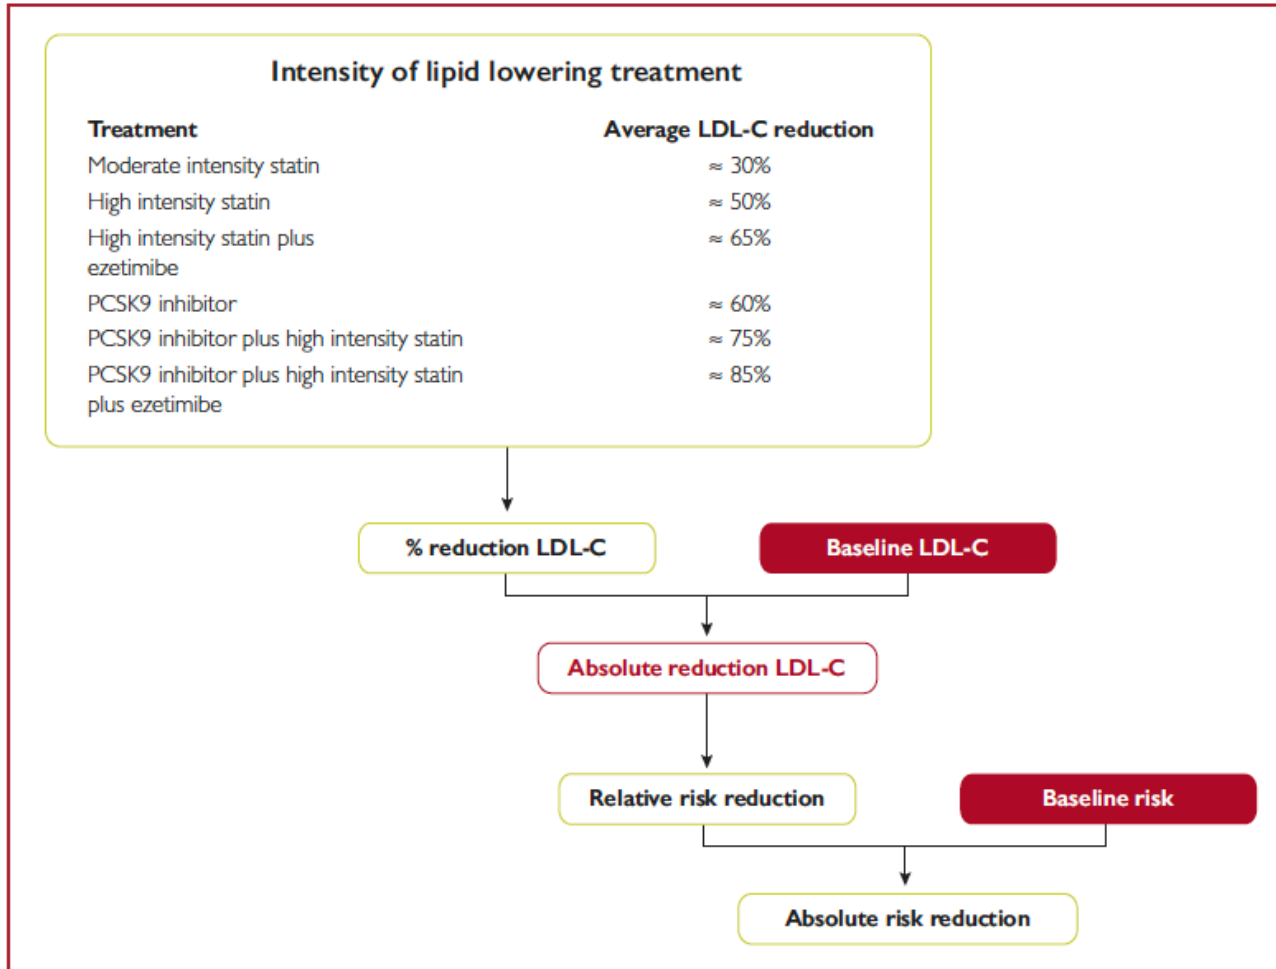 Intensity of lipid lowering treatment
Treatment Average LDL-C reduction
Moderate intensity statin ≈ 30%
High intensity statin ≈ 50%
High intensity statin plus ≈ 65%
ezetimibe
PCSK9 inhibitor ≈ 60%
PCSK9 inhibitor plus high intensity statin ≈ 75%
PCSK9 inhibitor plus high intensity statin ≈ 85%
plus ezetimibe
% reduction LDL-C Baseline LDL-C
Absolute reduction LDL-C
Relative risk reduction Baseline risk
Absolute risk reduction